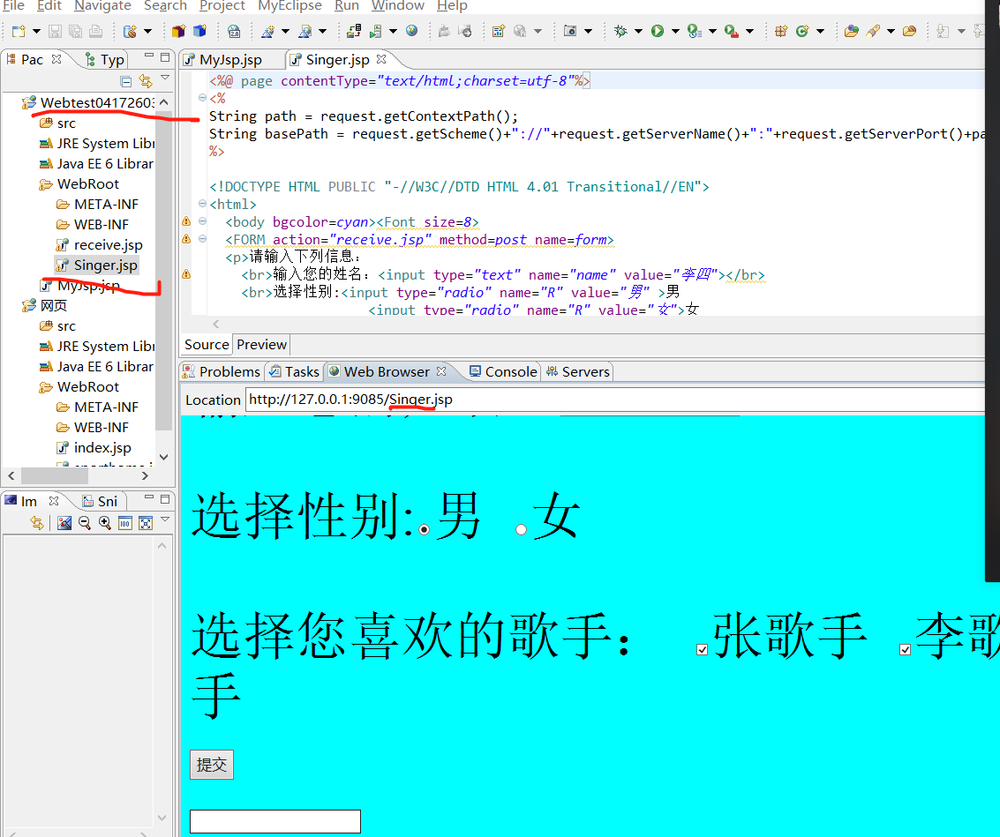 File Edit Navigate Search Project MyEclipse Run Window Help
Pac
Typ
MyJsp.jsp
Singer.jsp
Webtest04172603
src
JRE System Libr
Java EE 6 Librar
WebRoot
META-INF
WEB-INF
receive.jsp
Singer.jsp
MyJsp.jsp
网页
src
JRE System Libr
Java EE 6 Librar
WebRoot
META-INF
WEB-INF
index.jsp
<%@ page contentType="text/html;charset=utf-8"%>
<%
String path = request.getContextPath();
String basePath = request.getScheme()+"://"+request.getServerName()+":"+request.getServerPort()+pa
%>
<!DOCTYPE HTML PUBLIC "-//W3C//DTD HTML 4.01 Transitional//EN">
<html>
<body bgcolor=cyan><Font size=8>
<FORM action="receive.jsp" method=post name=form>
<p>请输入下列信息：
<br>输入您的姓名：<input type="text" name="name" value="李四"></br>
<br>选择性别:<input type="radio" name="R" value="男" >男
<input type="radio" name="R" value="女">女
Source Preview
Problems Tasks Web Browser Console Servers
Location http://127.0.0.1:9085/Singer.jsp
选择性别: 男 女
选择您喜欢的歌手： 张歌手 李歌
手
提交
Im
Sni